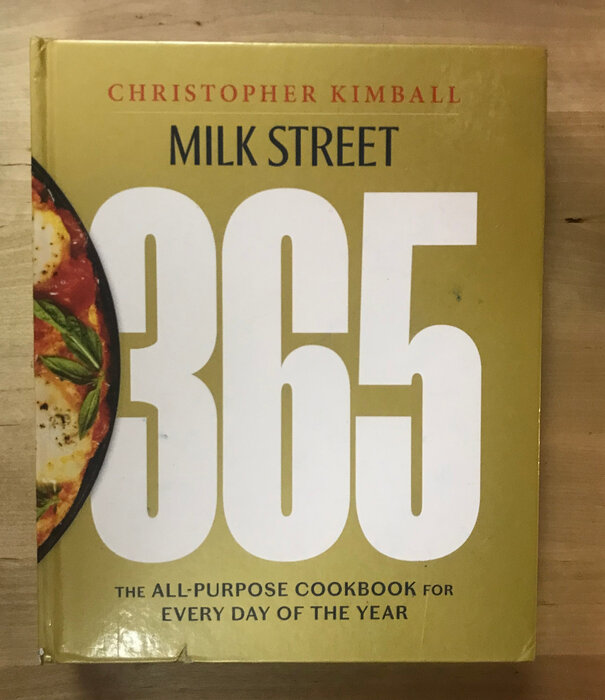 CHRISTOPHER KIMBALL
MILK STREET
365
THE ALL-PURPOSE COOKBOOK FOR
EVERY DAY OF THE YEAR